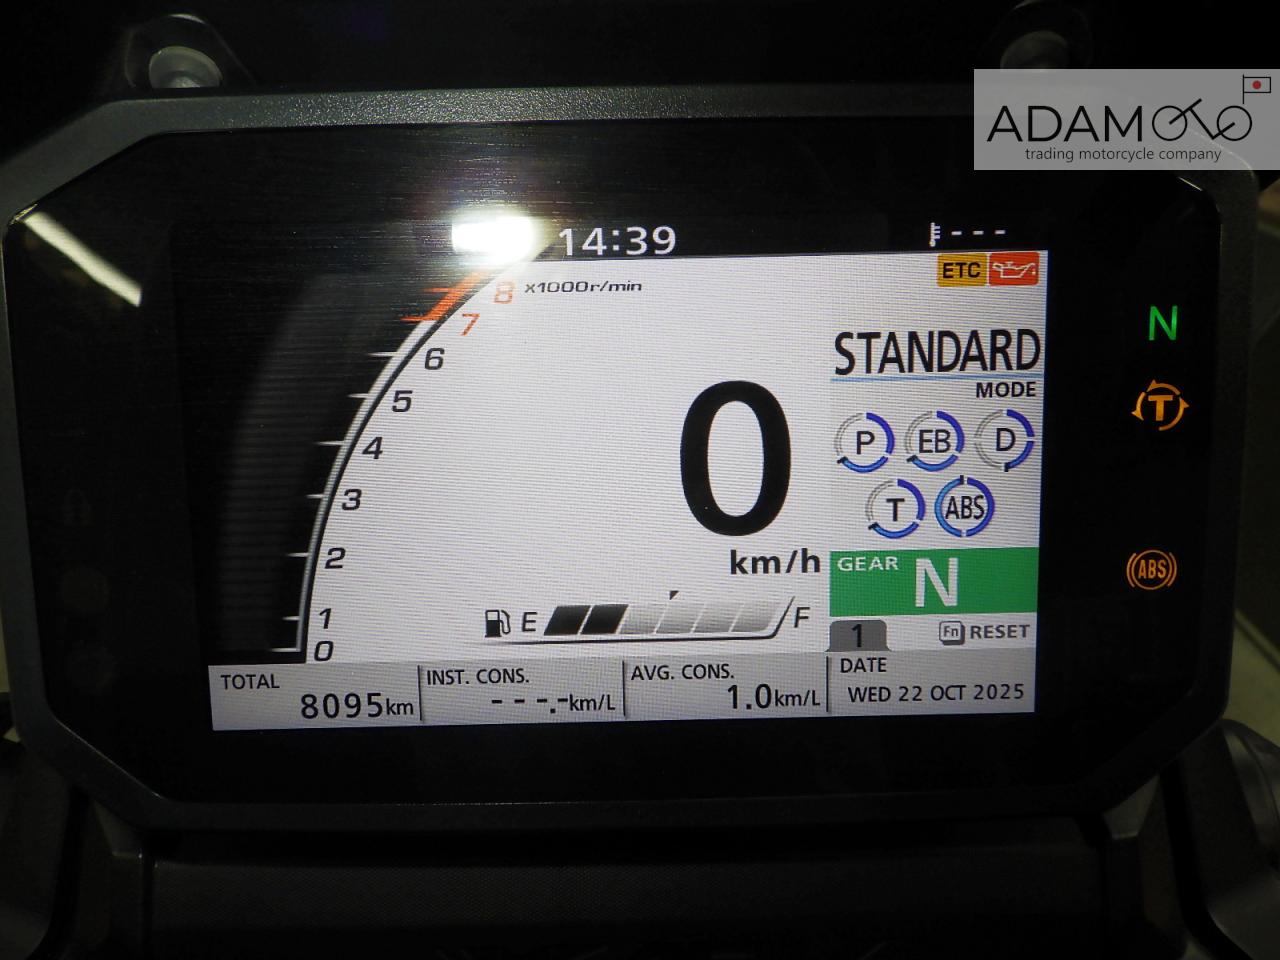 ADAMOTO
trading motorcycle company
14:39
---
ETC
8 x1000r/min
7
6
5
4
3
2
1
0
STANDARD
MODE
P EB D
T ABS
0
km/h
GEAR N
E F
1 Fn RESET
TOTAL
8095km
INST. CONS.
---.-km/L
AVG. CONS.
1.0km/L
DATE
WED 22 OCT 2025
N
T
ABS